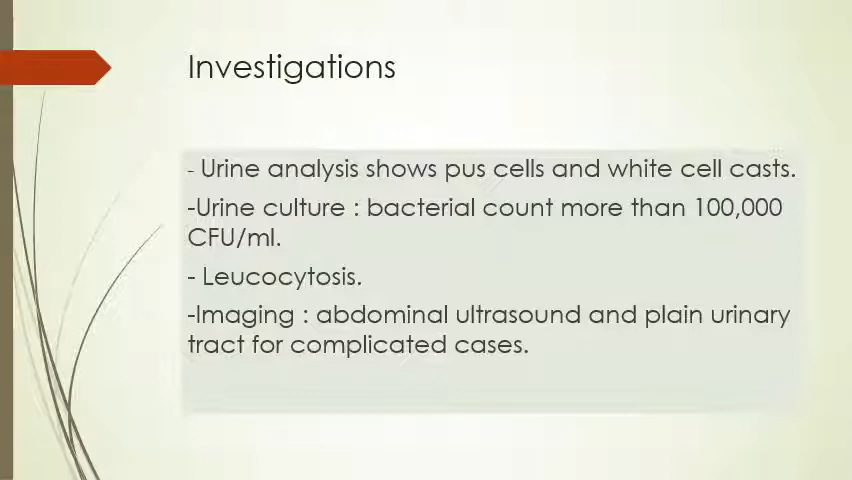 Investigations
- Urine analysis shows pus cells and white cell casts.
-Urine culture : bacterial count more than 100,000
CFU/ml.
- Leucocytosis.
-Imaging : abdominal ultrasound and plain urinary
tract for complicated cases.